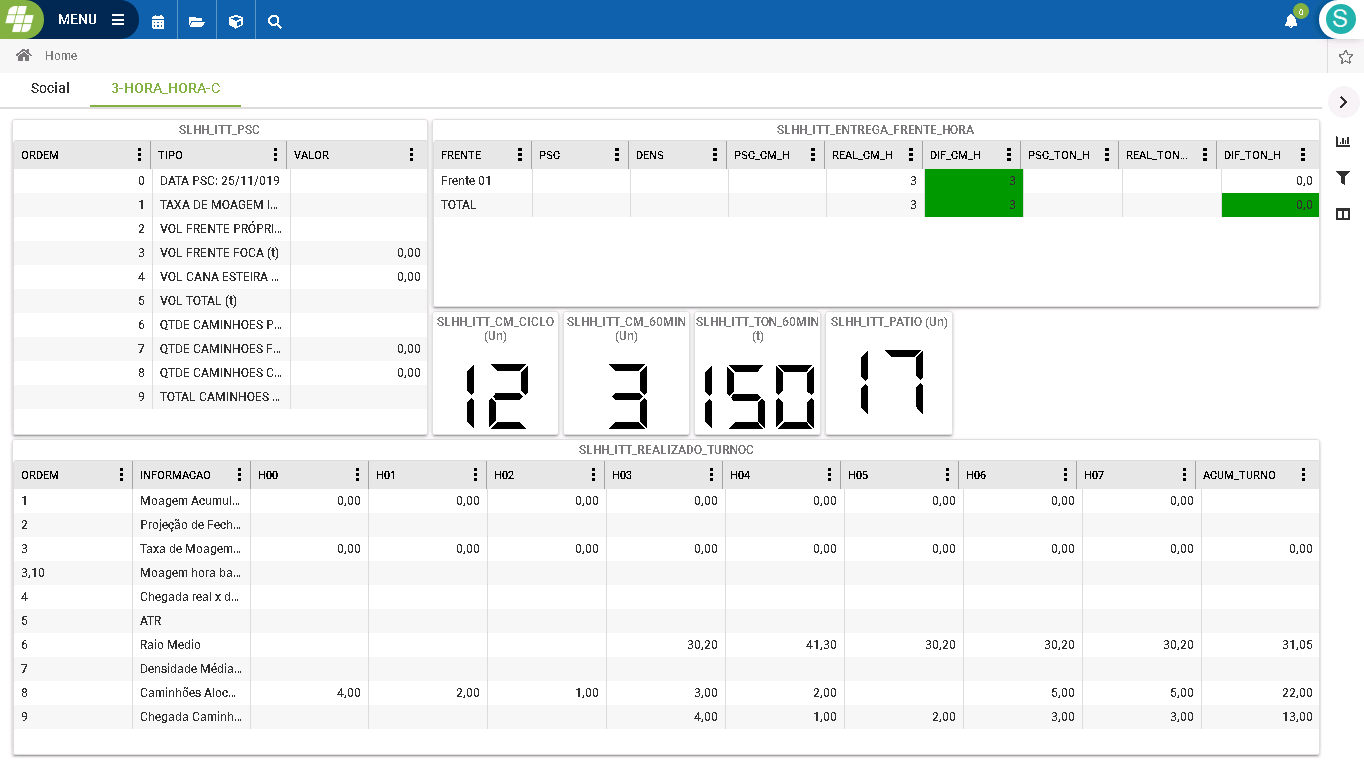 MENU
0
S
Home
Social 3-HORA_HORA-C
SLHH_ITT_PSC
ORDEM TIPO VALOR
0 DATA PSC: 25/11/019
1 TAXA DE MOAGEM I...
2 VOL FRENTE PRÓPRI...
3 VOL FRENTE FOCA (t) 0,00
4 VOL CANA ESTEIRA ... 0,00
5 VOL TOTAL (t)
6 QTDE CAMINHOES P...
7 QTDE CAMINHOES F... 0,00
8 QTDE CAMINHOES C... 0,00
9 TOTAL CAMINHOES ...
SLHH_ITT_ENTREGA_FRENTE_HORA
FRENTE PSC DENS PSC_CM_H REAL_CM_H DIF_CM_H PSC_TON_H REAL_TON... DIF_TON_H
Frente 01 3 3 0,0
TOTAL 3 3 0,0
SLHH_ITT_CM_CICLO
(Un)
12
SLHH_ITT_CM_60MIN
(Un)
3
SLHH_ITT_TON_60MIN
(t)
150
SLHH_ITT_PATIO (Un)
17
SLHH_ITT_REALIZADO_TURNOC
ORDEM INFORMACAO H00 H01 H02 H03 H04 H05 H06 H07 ACUM_TURNO
1 Moagem Acumul... 0,00 0,00 0,00 0,00 0,00 0,00 0,00 0,00
2 Projeção de Fech...
3 Taxa de Moagem... 0,00 0,00 0,00 0,00 0,00 0,00 0,00 0,00 0,00
3,10 Moagem hora ba...
4 Chegada real x d...
5 ATR
6 Raio Medio 30,20 41,30 30,20 30,20 30,20 31,05
7 Densidade Média...
8 Caminhões Aloc... 4,00 2,00 1,00 3,00 2,00 5,00 5,00 22,00
9 Chegada Caminh... 4,00 1,00 2,00 3,00 3,00 13,00